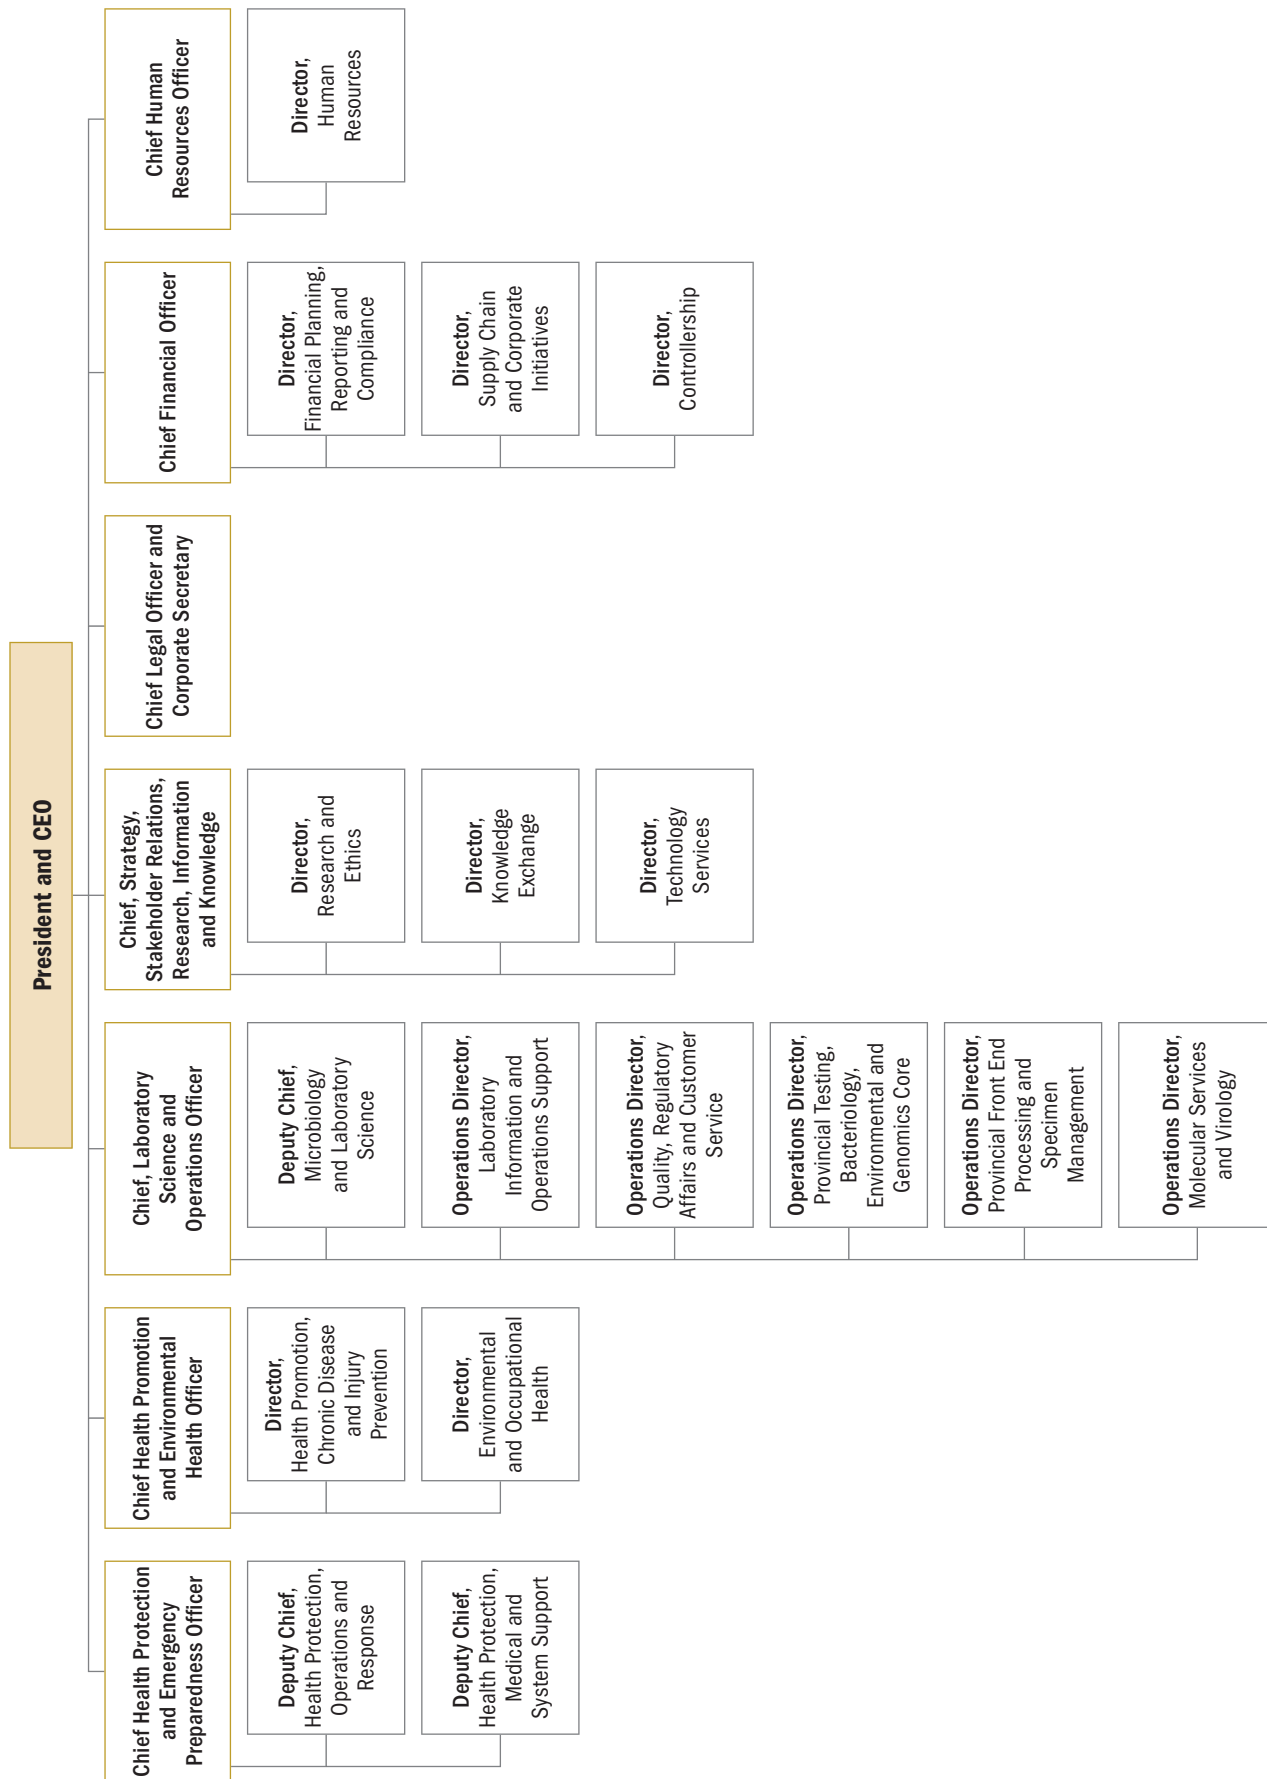 President and CEO
Chief Health Protection
and Emergency
Preparedness Officer
Deputy Chief,
Health Protection,
Operations and
Response
Deputy Chief,
Health Protection,
Medical and
System Support
Chief Health Promotion
and Environmental
Health Officer
Director,
Health Promotion,
Chronic Disease
and Injury
Prevention
Director,
Environmental
and Occupational
Health
Chief, Laboratory
Science and
Operations Officer
Deputy Chief,
Microbiology
and Laboratory
Science
Operations Director,
Laboratory
Information and
Operations Support
Operations Director,
Quality, Regulatory
Affairs and Customer
Service
Operations Director,
Provincial Testing,
Bacteriology,
Environmental and
Genomics Core
Operations Director,
Provincial Front End
Processing and
Specimen
Management
Operations Director,
Molecular Services
and Virology
Chief, Strategy,
Stakeholder Relations,
Research, Information
and Knowledge
Director,
Research and
Ethics
Director,
Knowledge
Exchange
Director,
Technology
Services
Chief Legal Officer and
Corporate Secretary
Chief Financial Officer
Director,
Financial Planning,
Reporting and
Compliance
Director,
Supply Chain
and Corporate
Initiatives
Director,
Controllership
Chief Human
Resources Officer
Director,
Human
Resources